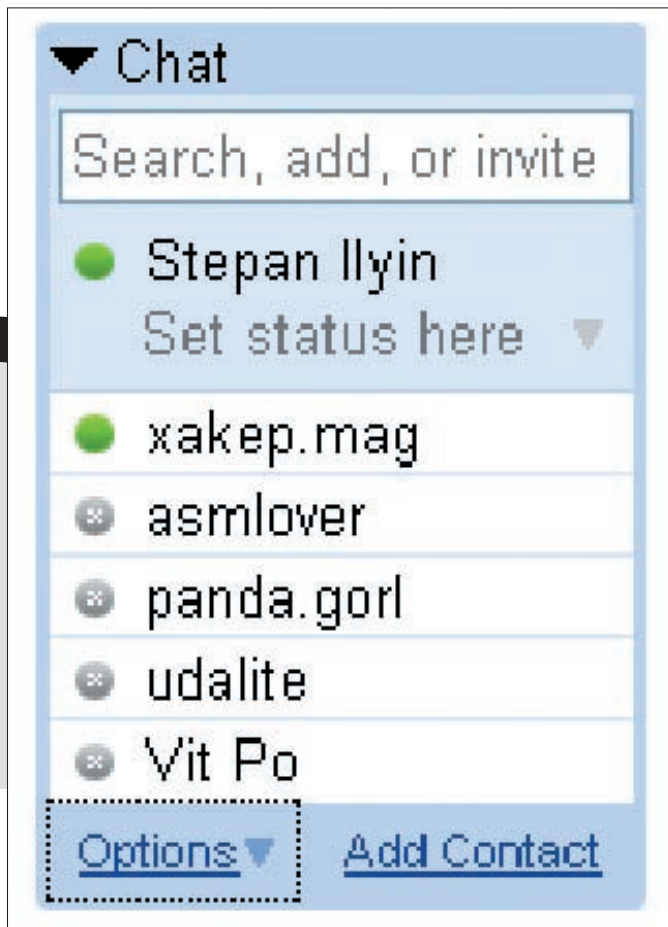 Chat
Search, add, or invite
Stepan Ilyin
Set status here
xakep.mag
asmlover
panda.gorl
udalite
Vit Po
Options
Add Contact